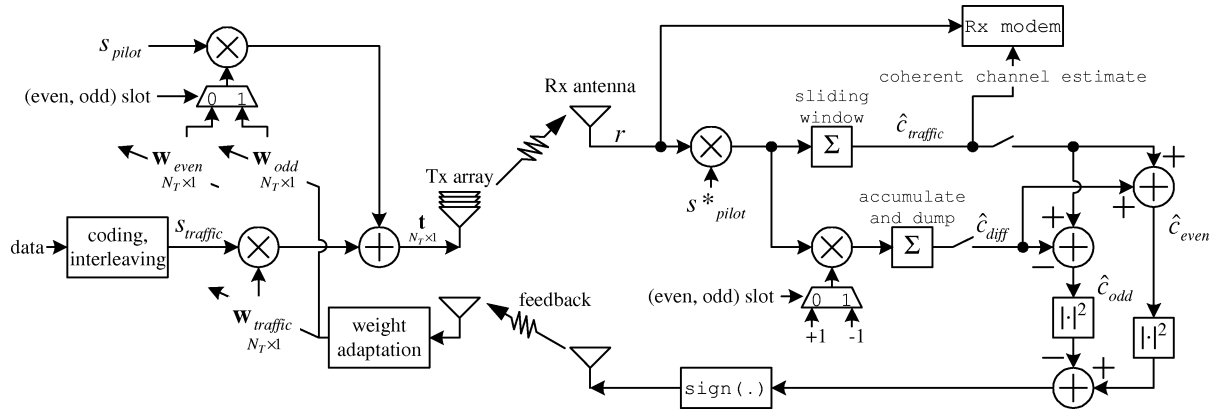 s_pilot
(even, odd) slot
0 1
w_even
N_T×1
w_odd
N_T×1
data
coding,
interleaving
s_traffic
w_traffic
N_T×1
t
N_T×1
Tx array
weight
adaptation
feedback
Rx antenna
r
s*_pilot
sliding
window
Σ
ĉ_traffic
Rx modem
coherent channel estimate
accumulate
and dump
Σ
ĉ_diff
(even, odd) slot
0 1
+1 -1
+
+
+
−
ĉ_even
ĉ_odd
|·|²
|·|²
−
+
sign(.)